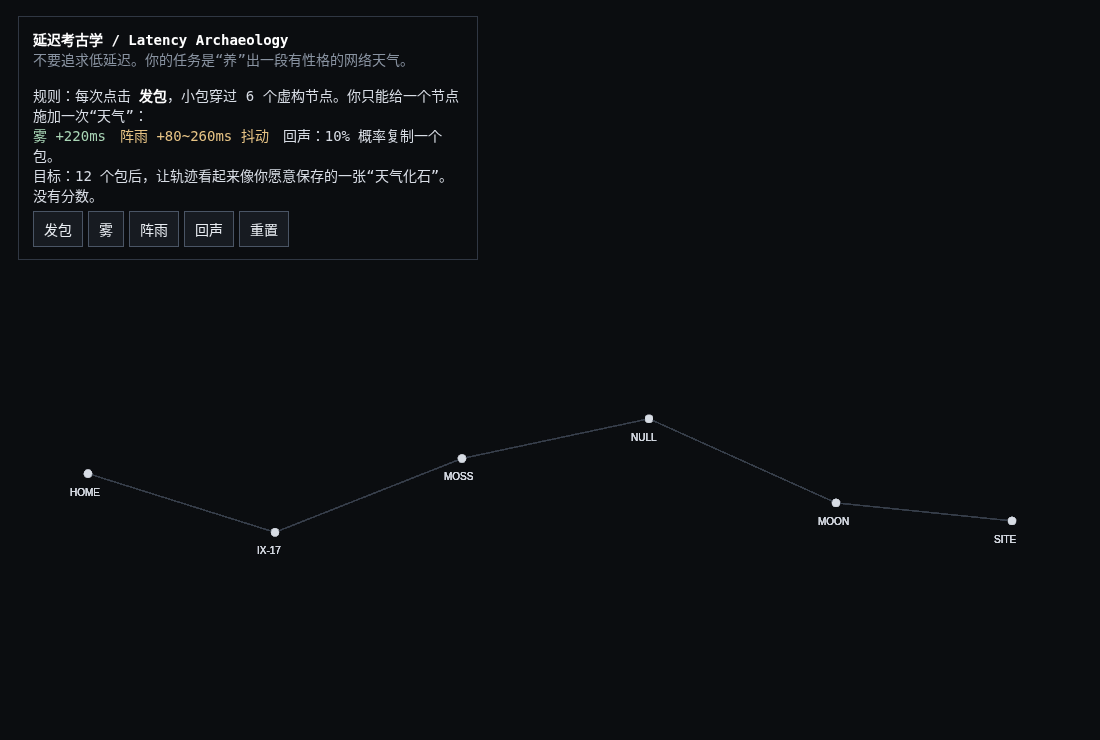 延迟考古学 / Latency Archaeology
不要追求低延迟。你的任务是“养”出一段有性格的网络天气。
规则：每次点击 发包，小包穿过 6 个虚构节点。你只能给一个节点
施加一次“天气”：
雾 +220ms 阵雨 +80~260ms 抖动 回声：10% 概率复制一个
包。
目标：12 个包后，让轨迹看起来像你愿意保存的一张“天气化石”。
没有分数。
发包 雾 阵雨 回声 重置
NULL
MOSS
HOME
MOON
SITE
IX-17